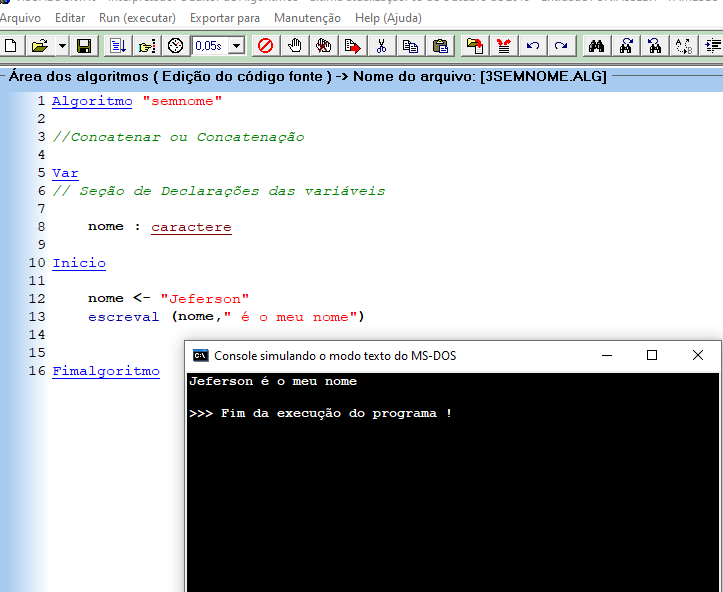 Arquivo Editar Run (executar) Exportar para Manutenção Help (Ajuda)
0,05s
Área dos algoritmos ( Edição do código fonte ) -> Nome do arquivo: [3SEMNOME.ALG]
1 Algoritmo "semnome"
2
3 //Concatenar ou Concatenação
4
5 Var
6 // Seção de Declarações das variáveis
7
8 nome : caractere
9
10 Inicio
11
12 nome <- "Jeferson"
13 escreval (nome," é o meu nome")
14
15
16 Fimalgoritmo
Console simulando o modo texto do MS-DOS
Jeferson é o meu nome
>>> Fim da execução do programa !